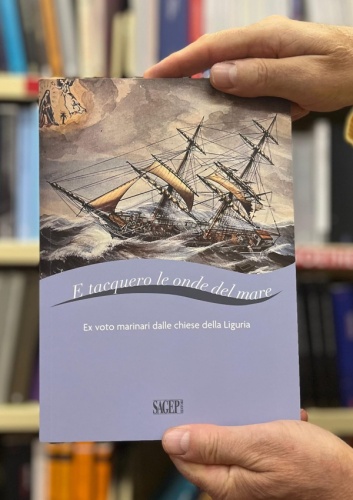 E tacquero le onde del mare
Ex voto marinari dalle chiese della Liguria
SAGEP